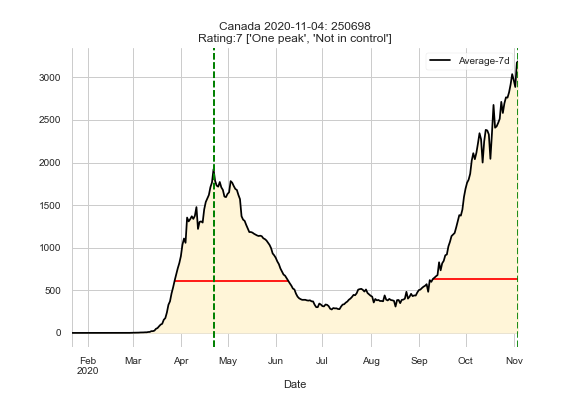 Canada 2020-11-04: 250698
Rating:7 ['One peak', 'Not in control']
Average-7d
3000
2500
2000
1500
1000
500
0
Feb Mar Apr May Jun Jul Aug Sep Oct Nov
2020
Date